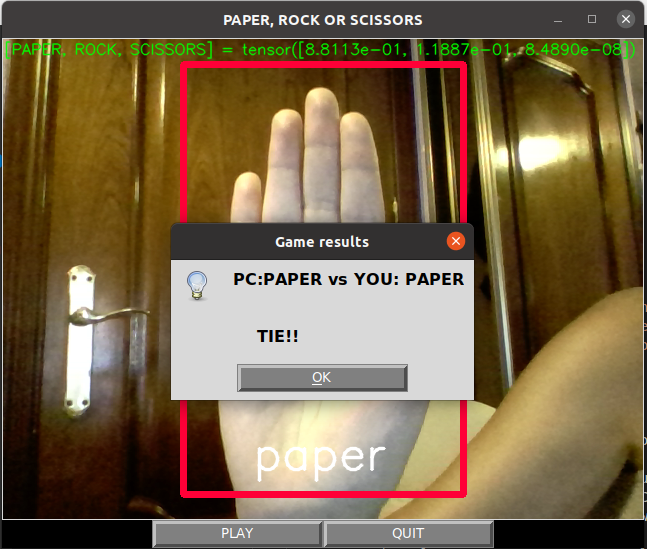 PAPER, ROCK OR SCISSORS
[PAPER, ROCK, SCISSORS] = tensor([8.8113e-01, 1.1887e-01, 8.4890e-08])
Game results
PC:PAPER vs YOU: PAPER
TIE!!
OK
paper
PLAY
QUIT